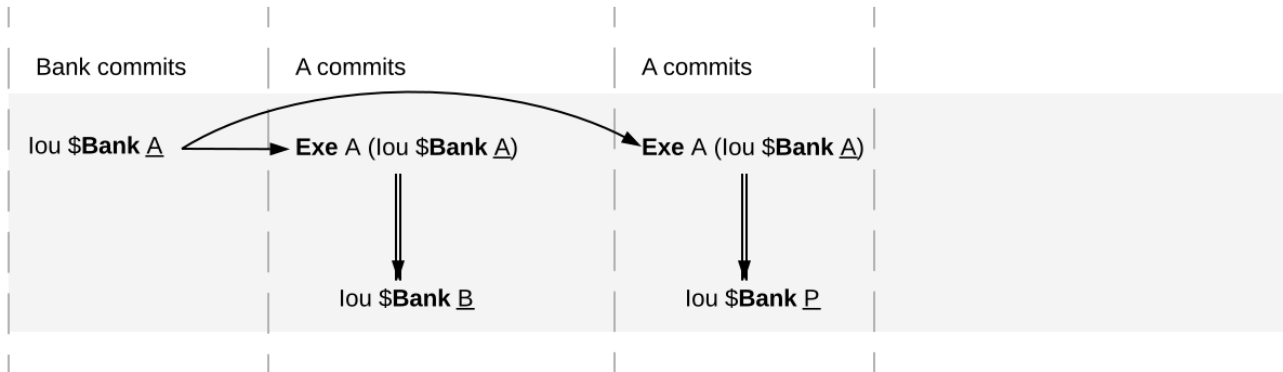 Bank commits
A commits
A commits
Iou $Bank A
Exe A (Iou $Bank A)
Exe A (Iou $Bank A)
Iou $Bank B
Iou $Bank P